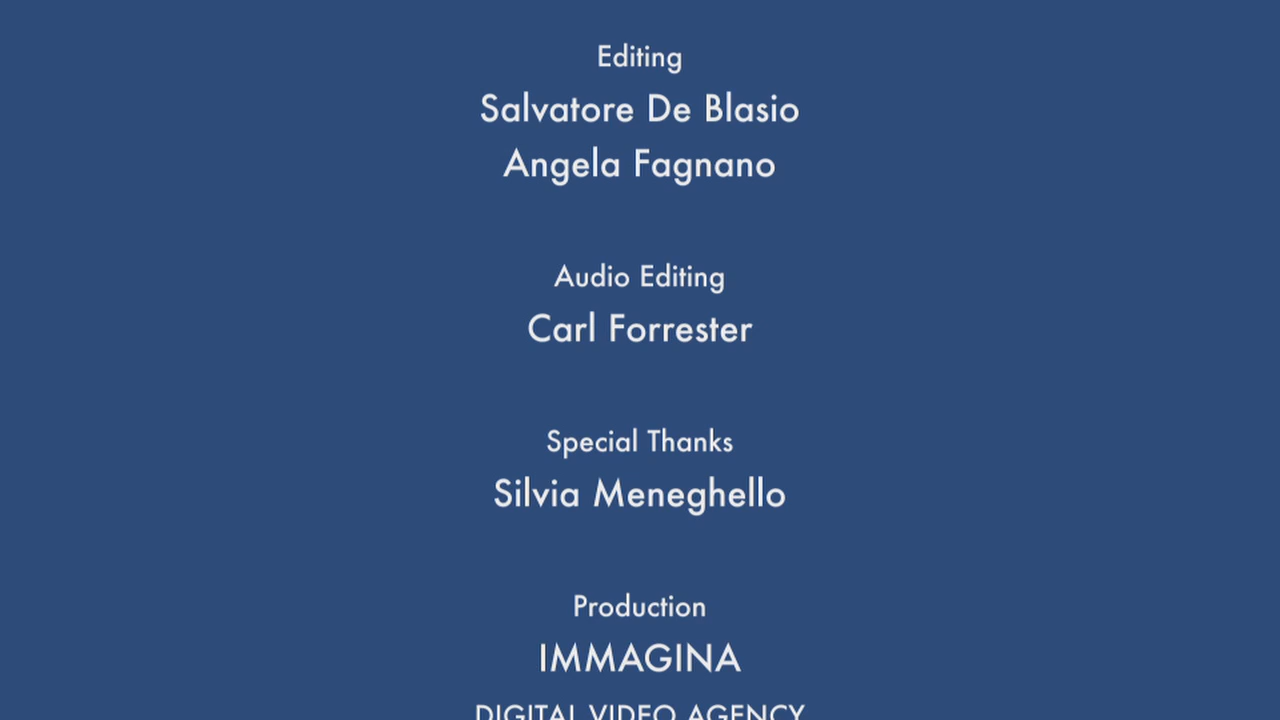 Editing
Salvatore De Blasio
Angela Fagnano
Audio Editing
Carl Forrester
Special Thanks
Silvia Meneghello
Production
IMMAGINA
DIGITAL VIDEO AGENCY